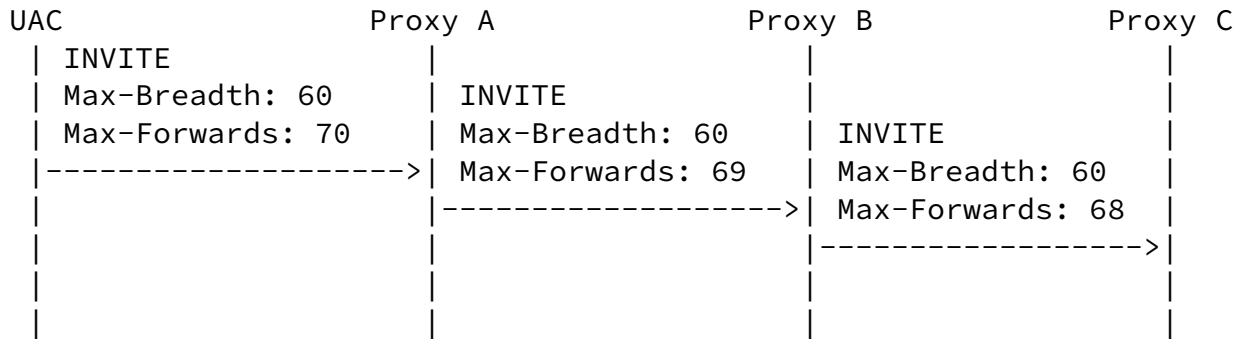 UAC Proxy A Proxy B Proxy C
INVITE
Max-Breadth: 60 INVITE
Max-Forwards: 70 Max-Breadth: 60 INVITE
Max-Forwards: 69 Max-Breadth: 60
Max-Forwards: 68